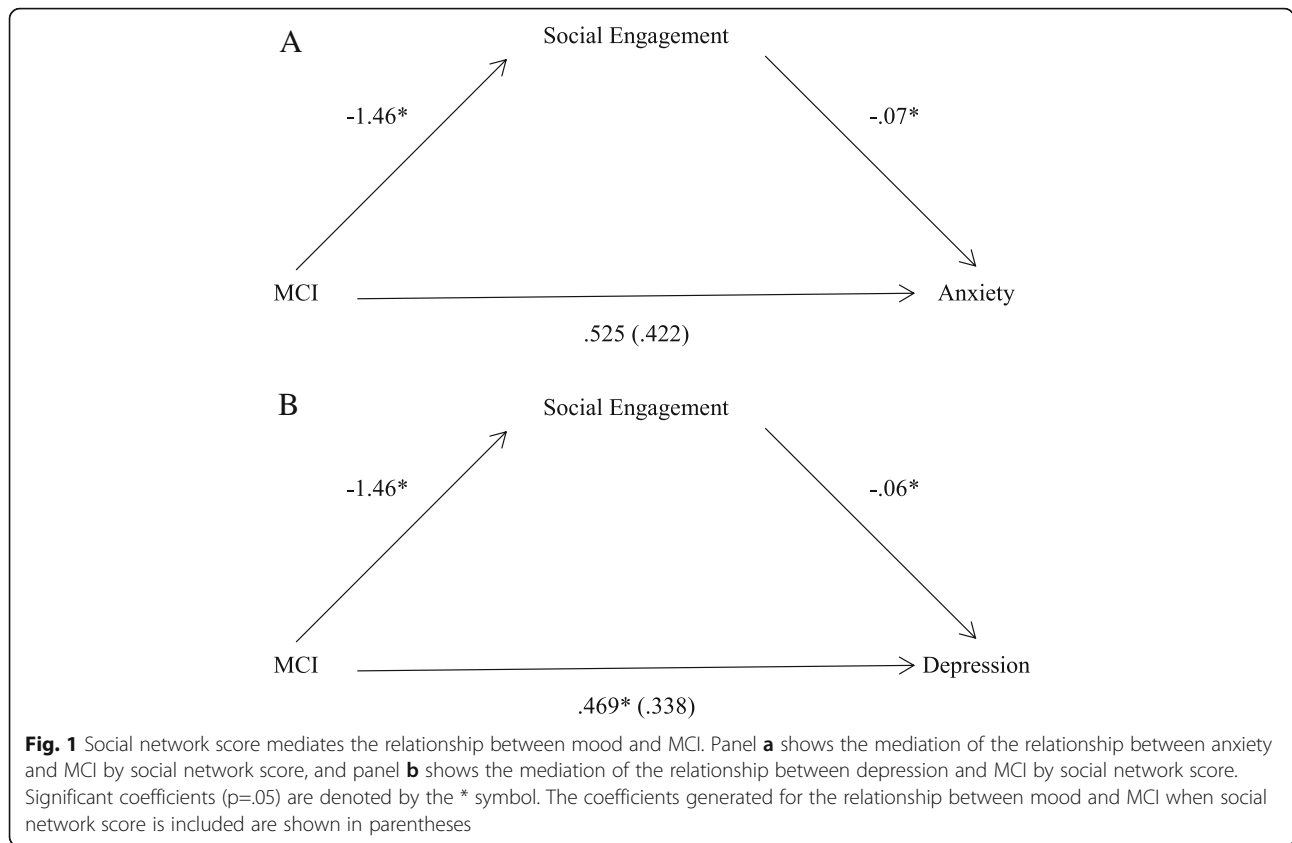 A
Social Engagement
-1.46*
-.07*
MCI
Anxiety
.525 (.422)
B
Social Engagement
-1.46*
-.06*
MCI
Depression
.469* (.338)
Fig. 1 Social network score mediates the relationship between mood and MCI. Panel a shows the mediation of the relationship between anxiety
and MCI by social network score, and panel b shows the mediation of the relationship between depression and MCI by social network score.
Significant coefficients (p=.05) are denoted by the * symbol. The coefficients generated for the relationship between mood and MCI when social
network score is included are shown in parentheses